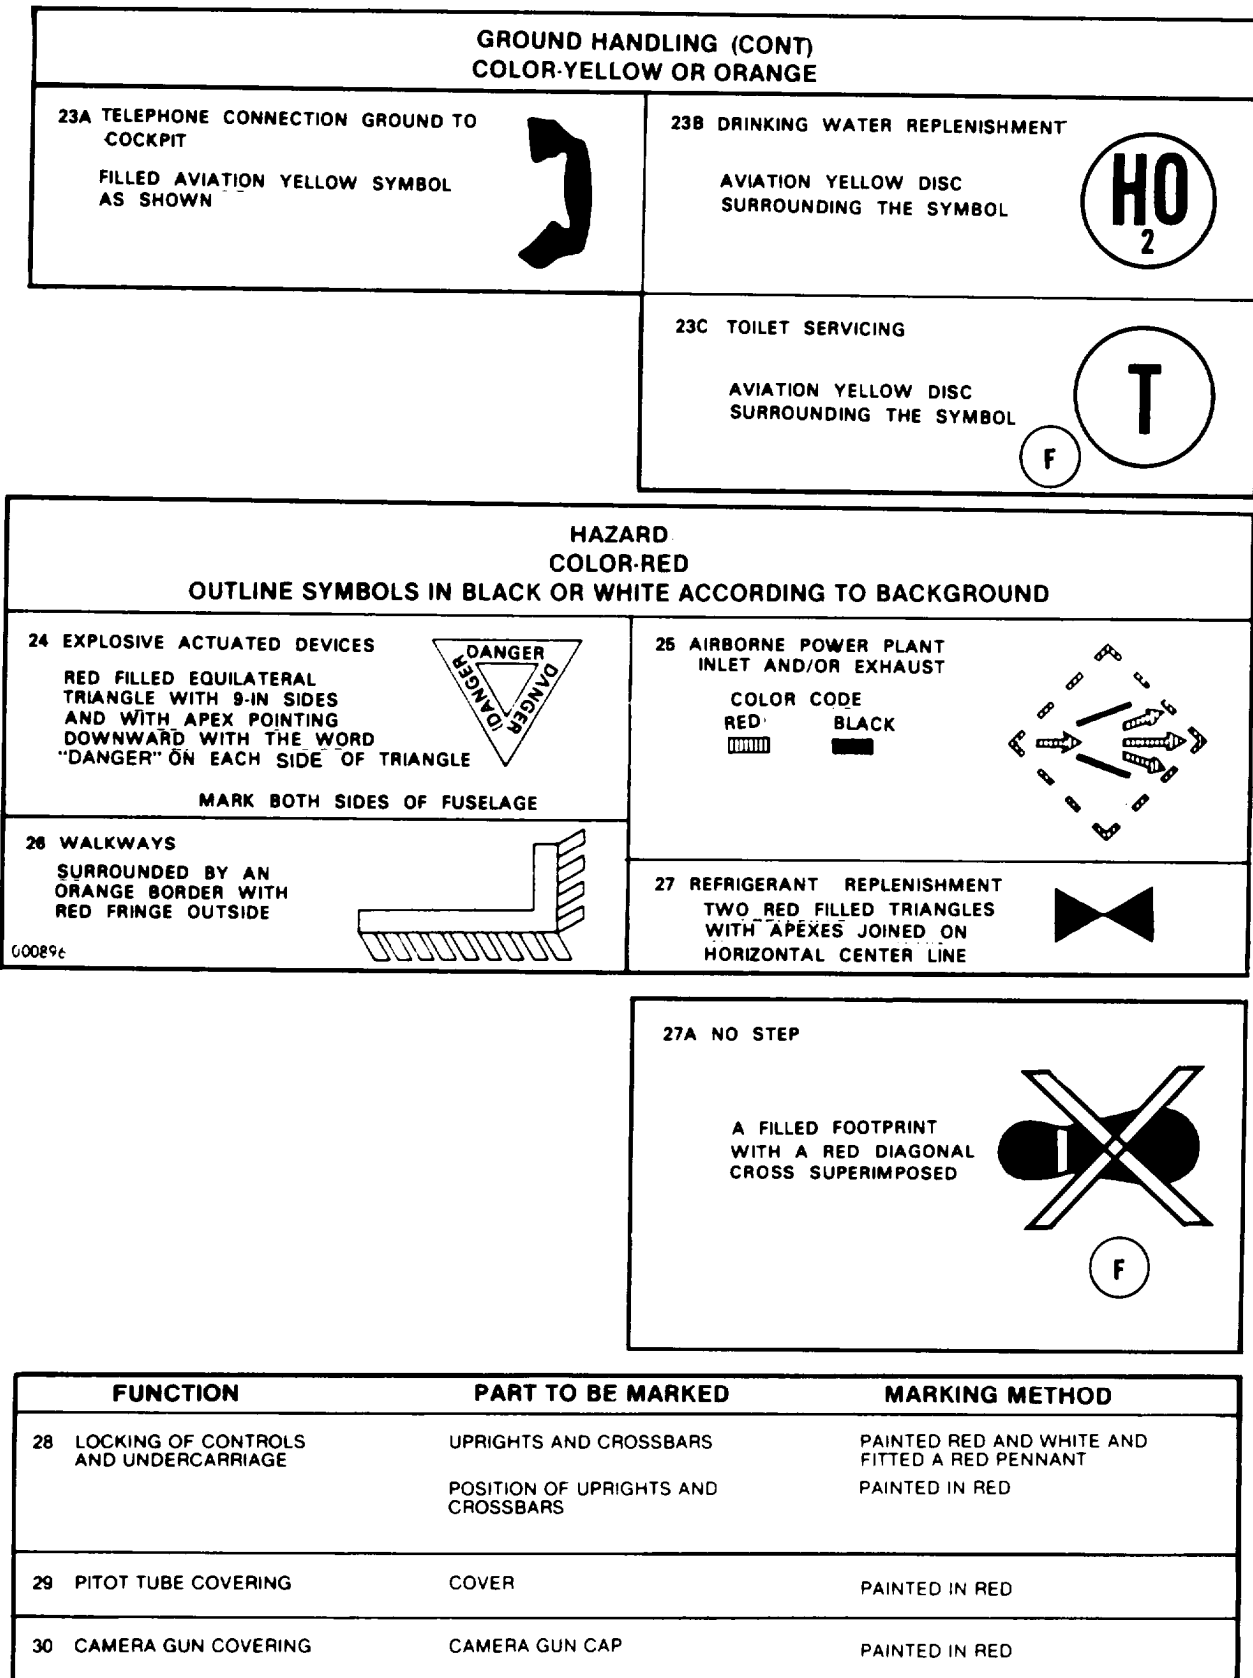 GROUND HANDLING (CONT)
COLOR-YELLOW OR ORANGE
23A TELEPHONE CONNECTION GROUND TO
COCKPIT
FILLED AVIATION YELLOW SYMBOL
AS SHOWN
23B DRINKING WATER REPLENISHMENT
AVIATION YELLOW DISC
SURROUNDING THE SYMBOL
HO
2
23C TOILET SERVICING
AVIATION YELLOW DISC
SURROUNDING THE SYMBOL
T
F
HAZARD
COLOR-RED
OUTLINE SYMBOLS IN BLACK OR WHITE ACCORDING TO BACKGROUND
24 EXPLOSIVE ACTUATED DEVICES
RED FILLED EQUILATERAL
TRIANGLE WITH 9-IN SIDES
AND WITH APEX POINTING
DOWNWARD WITH THE WORD
"DANGER" ON EACH SIDE OF TRIANGLE
MARK BOTH SIDES OF FUSELAGE
DANGER
DANGER
DANGER
25 AIRBORNE POWER PLANT
INLET AND/OR EXHAUST
COLOR CODE
RED BLACK
26 WALKWAYS
SURROUNDED BY AN
ORANGE BORDER WITH
RED FRINGE OUTSIDE
000896
27 REFRIGERANT REPLENISHMENT
TWO RED FILLED TRIANGLES
WITH APEXES JOINED ON
HORIZONTAL CENTER LINE
27A NO STEP
A FILLED FOOTPRINT
WITH A RED DIAGONAL
CROSS SUPERIMPOSED
F
FUNCTION PART TO BE MARKED MARKING METHOD
28 LOCKING OF CONTROLS
AND UNDERCARRIAGE
UPRIGHTS AND CROSSBARS
PAINTED RED AND WHITE AND
FITTED A RED PENNANT
POSITION OF UPRIGHTS AND
CROSSBARS
PAINTED IN RED
29 PITOT TUBE COVERING COVER PAINTED IN RED
30 CAMERA GUN COVERING CAMERA GUN CAP PAINTED IN RED